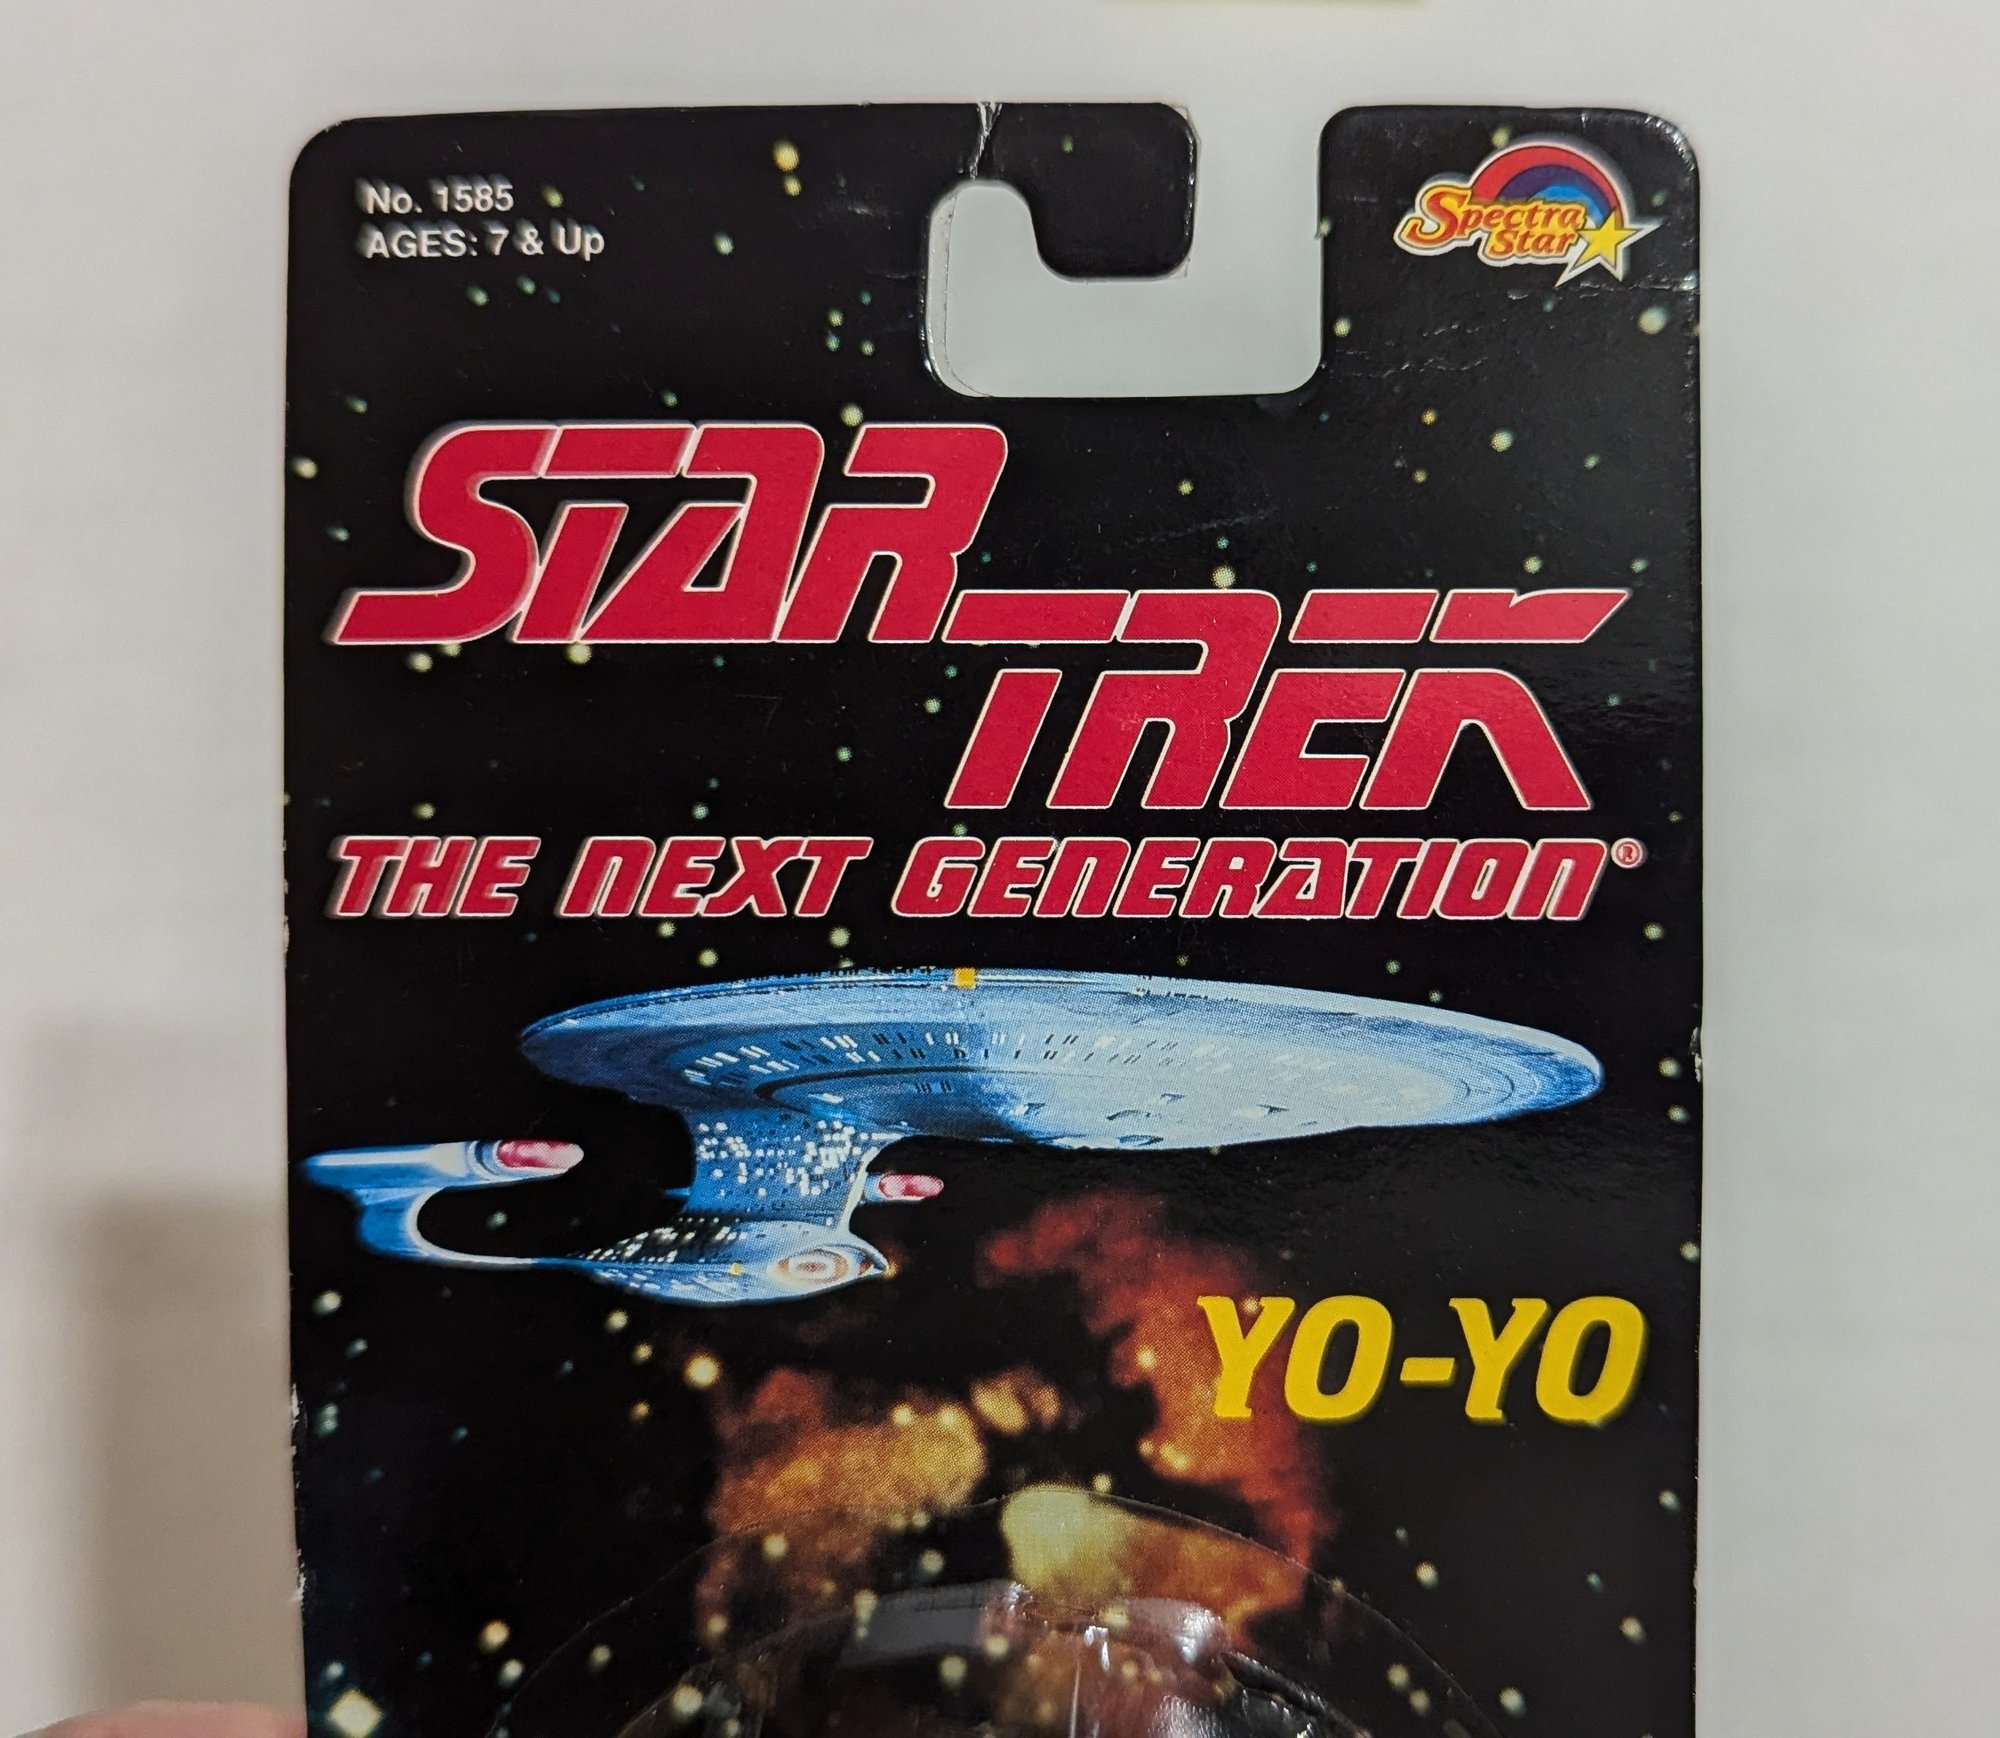 No. 1585
AGES: 7 & Up
Spectra
Star
STAR
TREK
THE NEXT GENERATION®
YO-YO